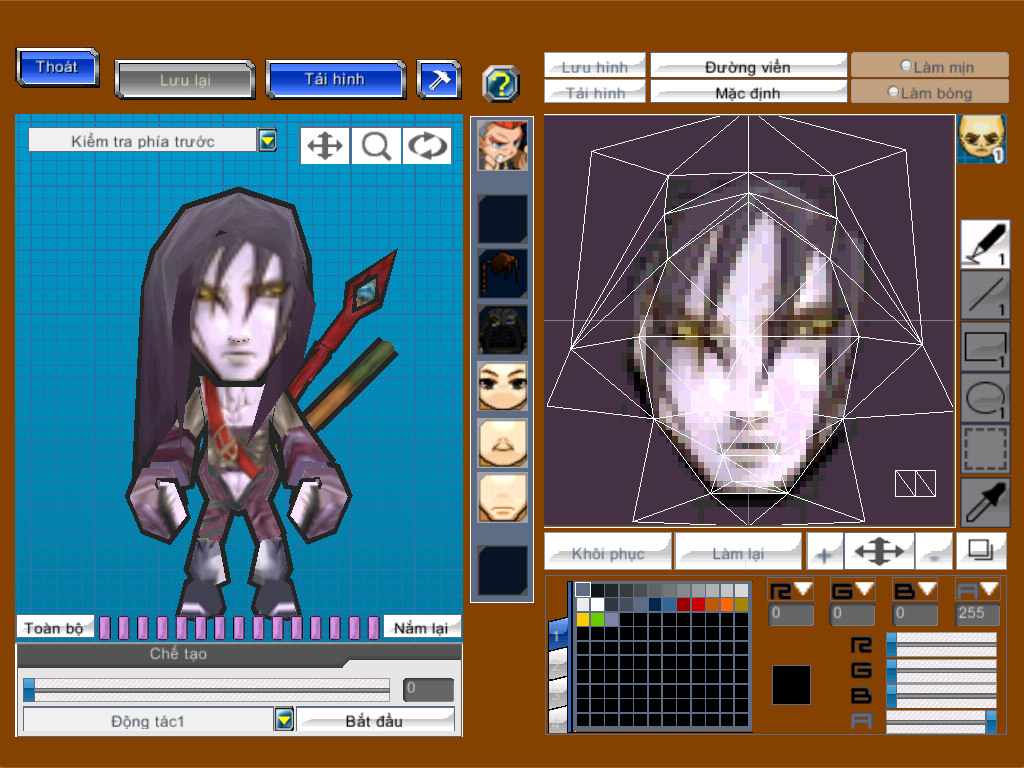 Thoát
Lưu lại
Tải hình
?
Lưu hình
Đường viền
Làm mịn
Tải hình
Mặc định
Làm bóng
Kiểm tra phía trước
1
1
1
1
1
Khôi phục
Làm lại
+
-
Toàn bộ
Nắm lại
Chế tạo
0
Động tác1
Bắt đầu
1
R
G
B
A
0
0
0
255
R
G
B
A